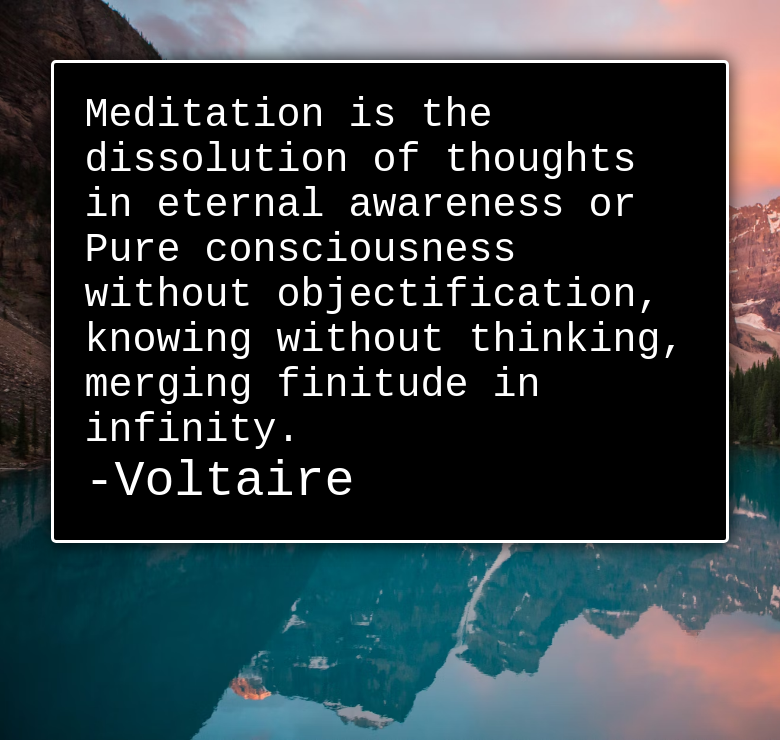 Meditation is the
dissolution of thoughts
in eternal awareness or
Pure consciousness
without objectification,
knowing without thinking,
merging finitude in
infinity.
-Voltaire